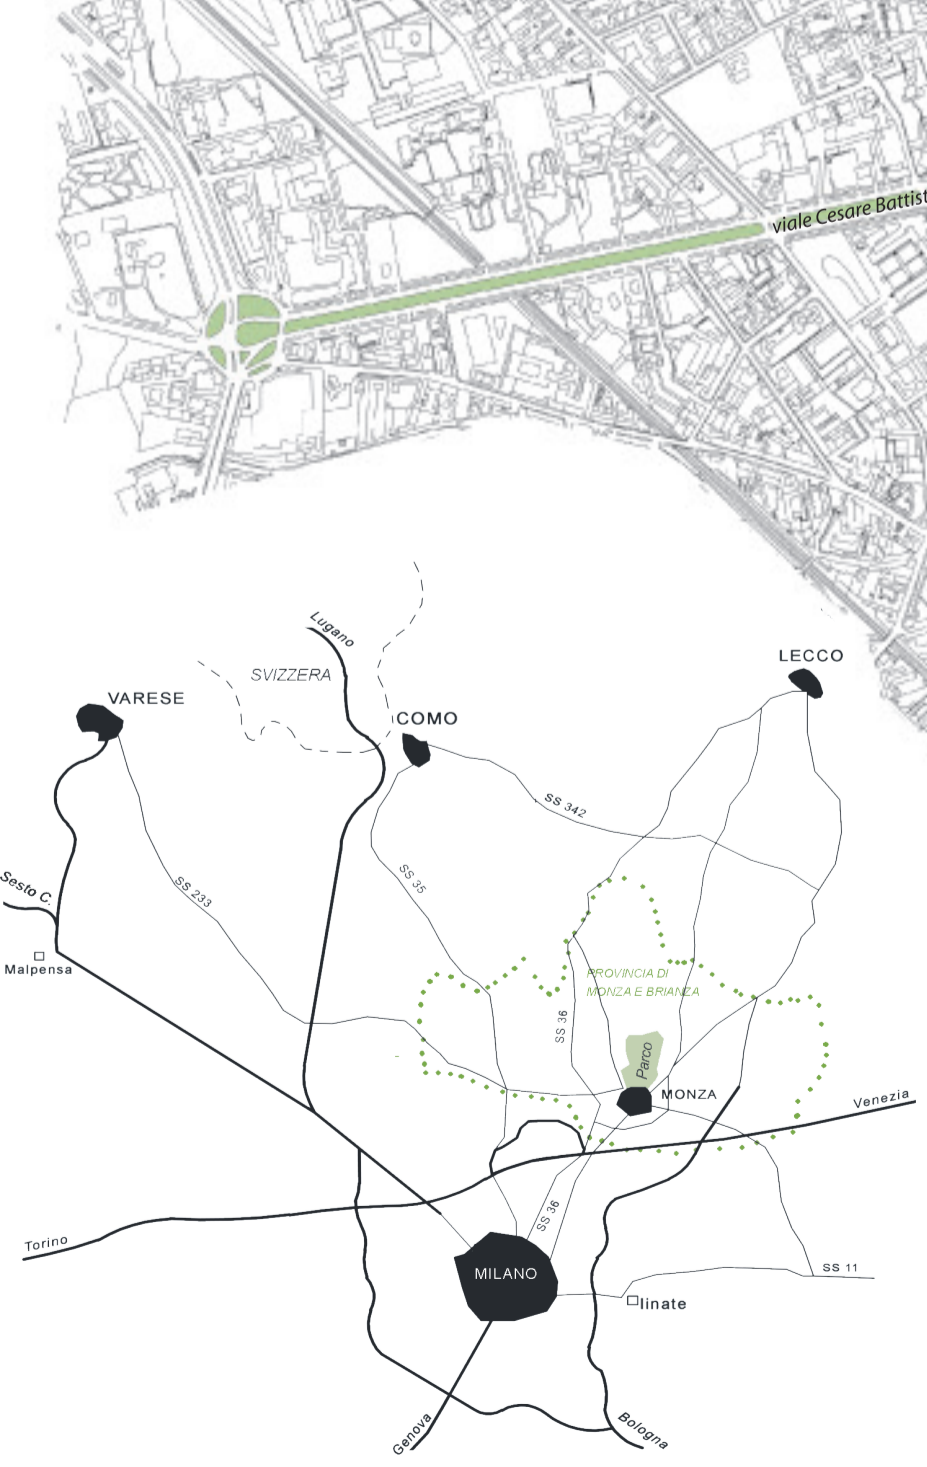 viale Cesare Battist
Lugano
SVIZZERA
LECCO
VARESE
COMO
SS 342
SS 35
SS 233
Sesto C.
Malpensa
PROVINCIA DI
MONZA E BRIANZA
SS 36
Parco
MONZA
Venezia
SS 36
Torino
MILANO
SS 11
linate
Genova
Bologna